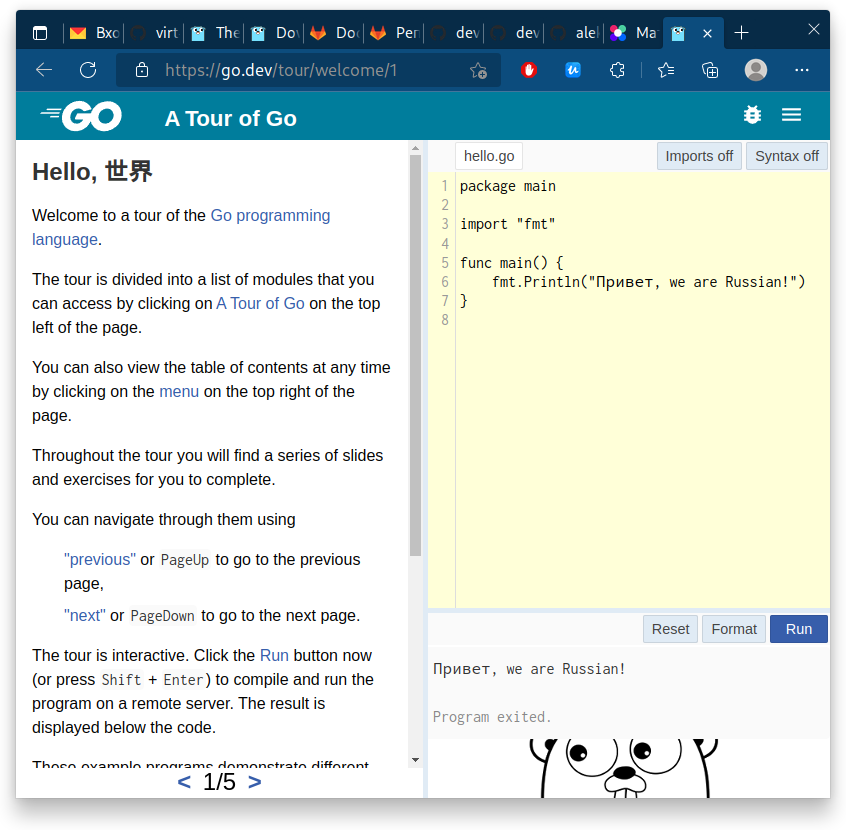 Вхо
virt
The
Dov
Doc
Per
dev
dev
alek
Ma
https://go.dev/tour/welcome/1
GO
A Tour of Go
Hello, 世界
Welcome to a tour of the Go programming
language.
The tour is divided into a list of modules that you
can access by clicking on A Tour of Go on the top
left of the page.
You can also view the table of contents at any time
by clicking on the menu on the top right of the
page.
Throughout the tour you will find a series of slides
and exercises for you to complete.
You can navigate through them using
"previous" or PageUp to go to the previous
page,
"next" or PageDown to go to the next page.
The tour is interactive. Click the Run button now
(or press Shift + Enter) to compile and run the
program on a remote server. The result is
displayed below the code.
These example programs demonstrate different
< 1/5 >
hello.go
Imports off
Syntax off
1 package main
2
3 import "fmt"
4
5 func main() {
6 fmt.Println("Привет, we are Russian!")
7 }
8
Reset
Format
Run
Привет, we are Russian!
Program exited.